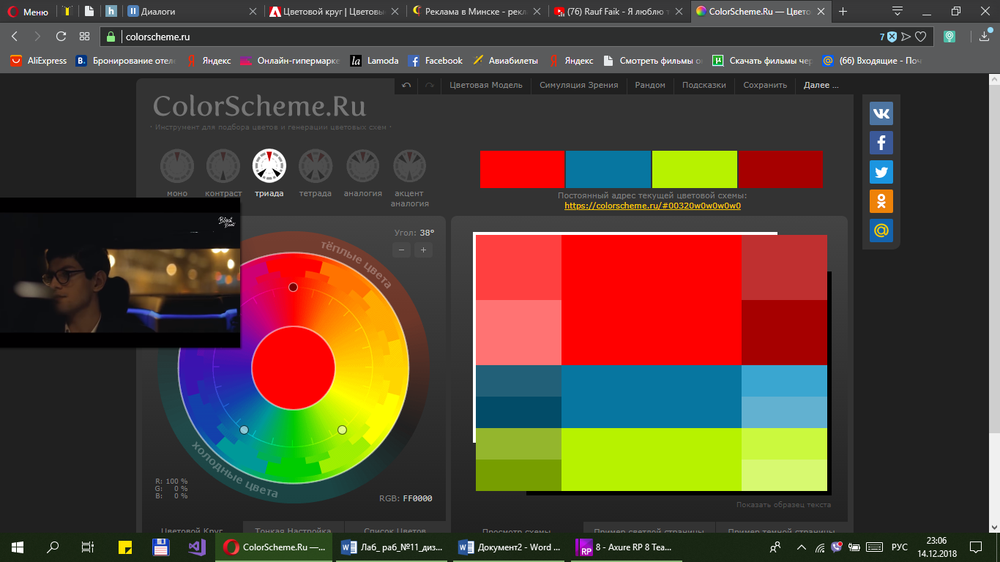 Меню
Диалоги
Цветовой круг | Цветовы
Реклама в Минске - рекл
(76) Rauf Faik - Я люблю т
ColorScheme.Ru — Цвето
colorscheme.ru
7
AliExpress
Бронирование отеле
Яндекс
Онлайн-гипермарке
Lamoda
Facebook
Авиабилеты
Яндекс
Смотреть фильмы о
Скачать фильмы чер
(66) Входящие - Поч
Цветовая Модель
Симуляция Зрения
Рандом
Подсказки
Сохранить
Далее ...
ColorScheme.Ru
· Инструмент для подбора цветов и генерации цветовых схем ·
моно
контраст
триада
тетрада
аналогия
акцент
аналогия
Постоянный адрес текущей цветовой схемы:
https://colorscheme.ru/#00320w0w0w0w0
Black
Beats
Угол: 38°
тёплые цвета
холодные цвета
R: 100 %
G: 0 %
B: 0 %
RGB: FF0000
Показать образец текста
Цветовой Круг
Тонкая Настройка
Список Цветов
Просмотр схемы
Пример светлой страницы
Пример темной страницы
ColorScheme.Ru —...
Лаб_ раб_№11_диз...
Документ2 - Word ...
8 - Axure RP 8 Tea...
РУС
23:06
14.12.2018